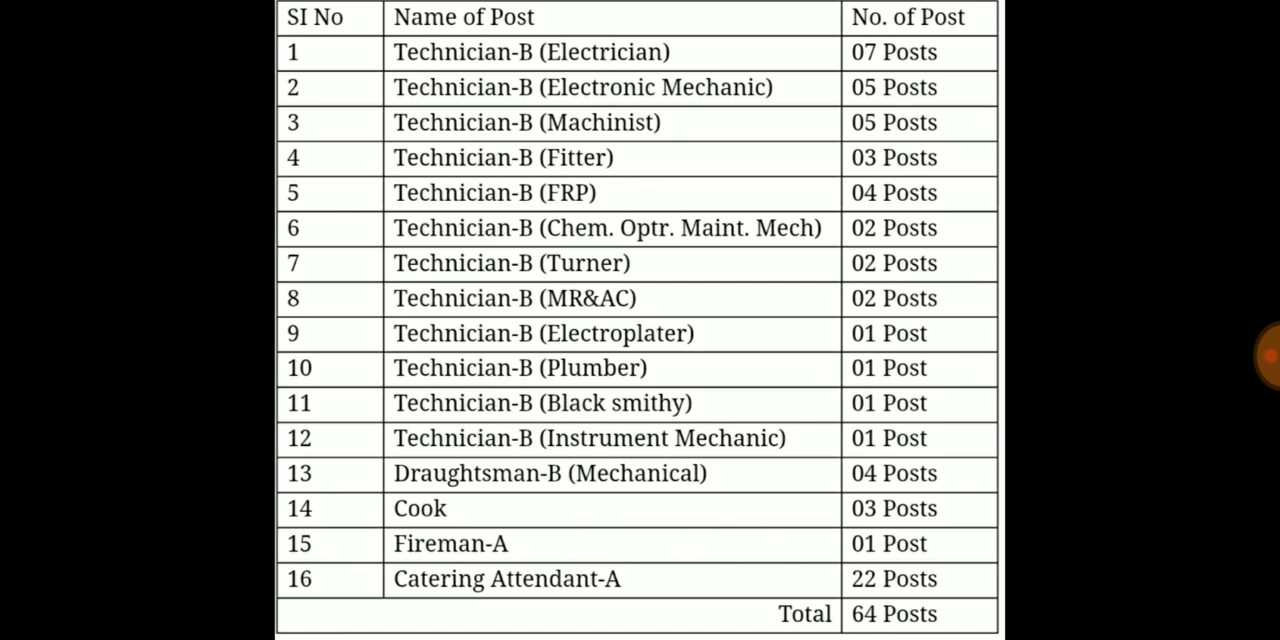 SI No Name of Post No. of Post
1 Technician-B (Electrician) 07 Posts
2 Technician-B (Electronic Mechanic) 05 Posts
3 Technician-B (Machinist) 05 Posts
4 Technician-B (Fitter) 03 Posts
5 Technician-B (FRP) 04 Posts
6 Technician-B (Chem. Optr. Maint. Mech) 02 Posts
7 Technician-B (Turner) 02 Posts
8 Technician-B (MR&AC) 02 Posts
9 Technician-B (Electroplater) 01 Post
10 Technician-B (Plumber) 01 Post
11 Technician-B (Black smithy) 01 Post
12 Technician-B (Instrument Mechanic) 01 Post
13 Draughtsman-B (Mechanical) 04 Posts
14 Cook 03 Posts
15 Fireman-A 01 Post
16 Catering Attendant-A 22 Posts
Total 64 Posts